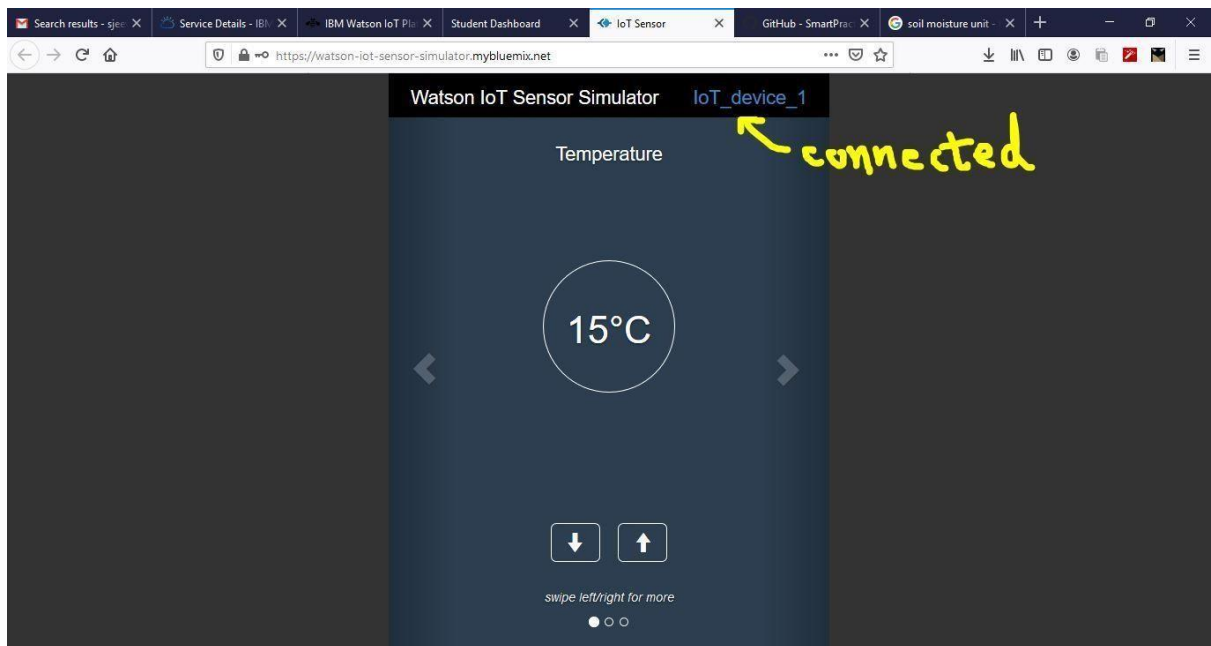 Search results - sjee
Service Details - IBM
IBM Watson IoT Pla
Student Dashboard
IoT Sensor
GitHub - SmartPrac
soil moisture unit -
https://watson-iot-sensor-simulator.mybluemix.net
Watson IoT Sensor Simulator IoT_device_1
connected
Temperature
15°C
swipe left/right for more